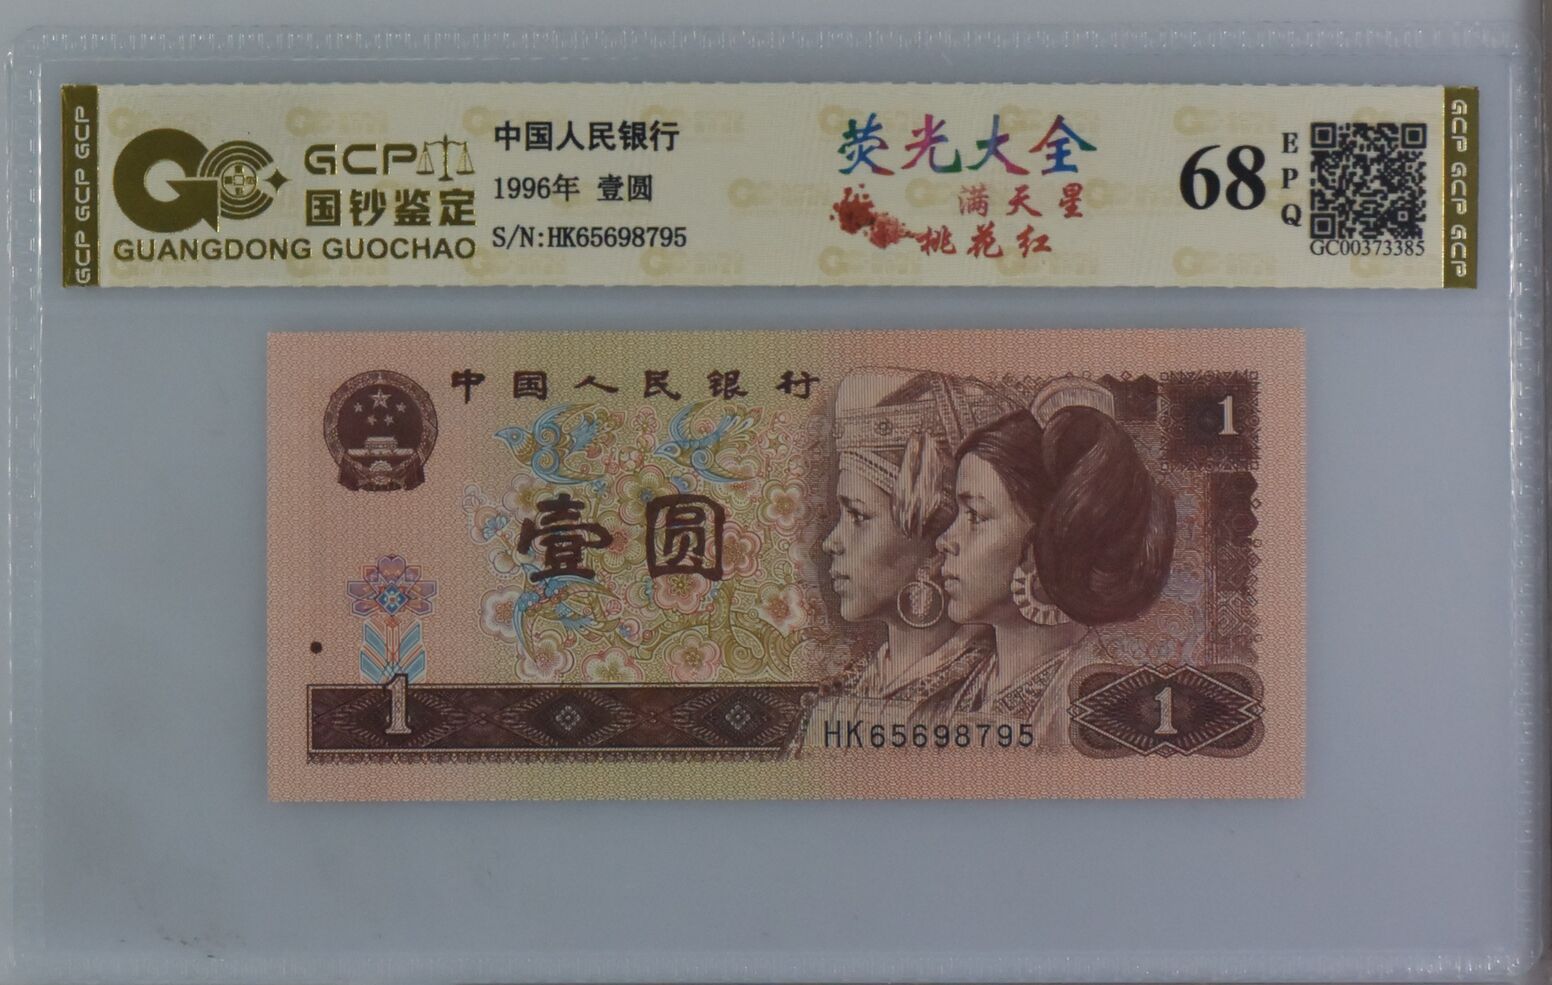 GCP GCP GCP
GCP
国钞鉴定
GUANGDONG GUOCHAO
中国人民银行
1996年 壹圆
S/N:HK65698795
荧光大全
满天星
桃花红
68
EPQ
GC00373385
GCP GCP GCP
中国人民银行
1
壹圆
1
HK65698795
1